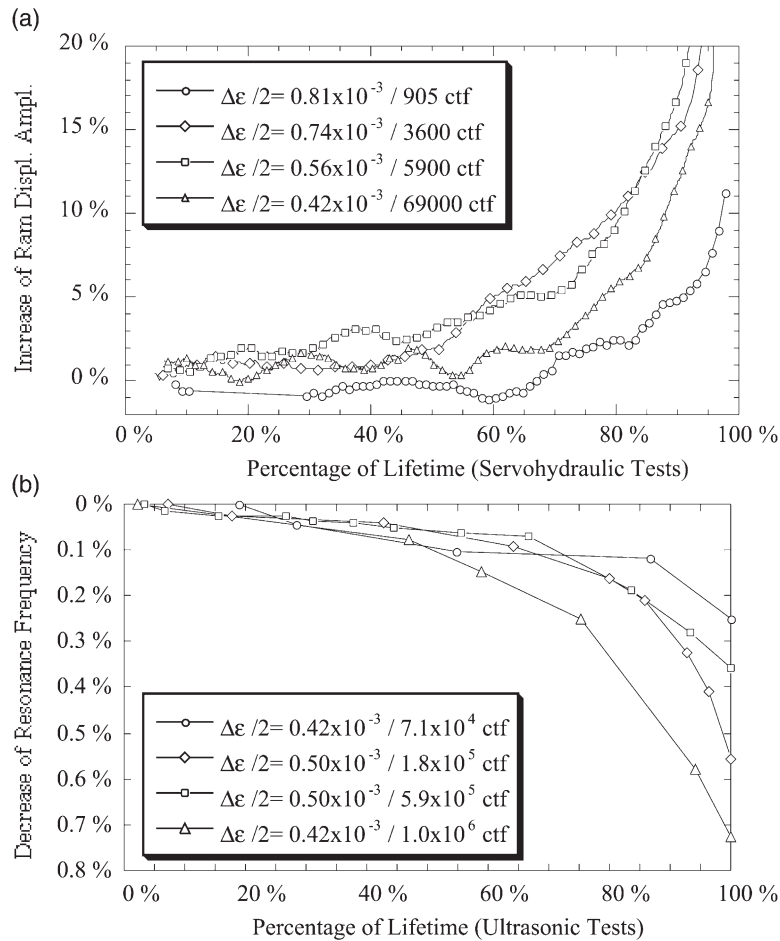 (a)
20 %
15 %
10 %
5 %
0 %
Increase of Ram Displ. Ampl.
Δε /2= 0.81x10⁻³ / 905 ctf
Δε /2= 0.74x10⁻³ / 3600 ctf
Δε /2= 0.56x10⁻³ / 5900 ctf
Δε /2= 0.42x10⁻³ / 69000 ctf
0 % 20 % 40 % 60 % 80 % 100 %
Percentage of Lifetime (Servohydraulic Tests)
(b)
0 %
0.1 %
0.2 %
0.3 %
0.4 %
0.5 %
0.6 %
0.7 %
0.8 %
Decrease of Resonance Frequency
Δε /2= 0.42x10⁻³ / 7.1x10⁴ ctf
Δε /2= 0.50x10⁻³ / 1.8x10⁵ ctf
Δε /2= 0.50x10⁻³ / 5.9x10⁵ ctf
Δε /2= 0.42x10⁻³ / 1.0x10⁶ ctf
0 % 20 % 40 % 60 % 80 % 100 %
Percentage of Lifetime (Ultrasonic Tests)